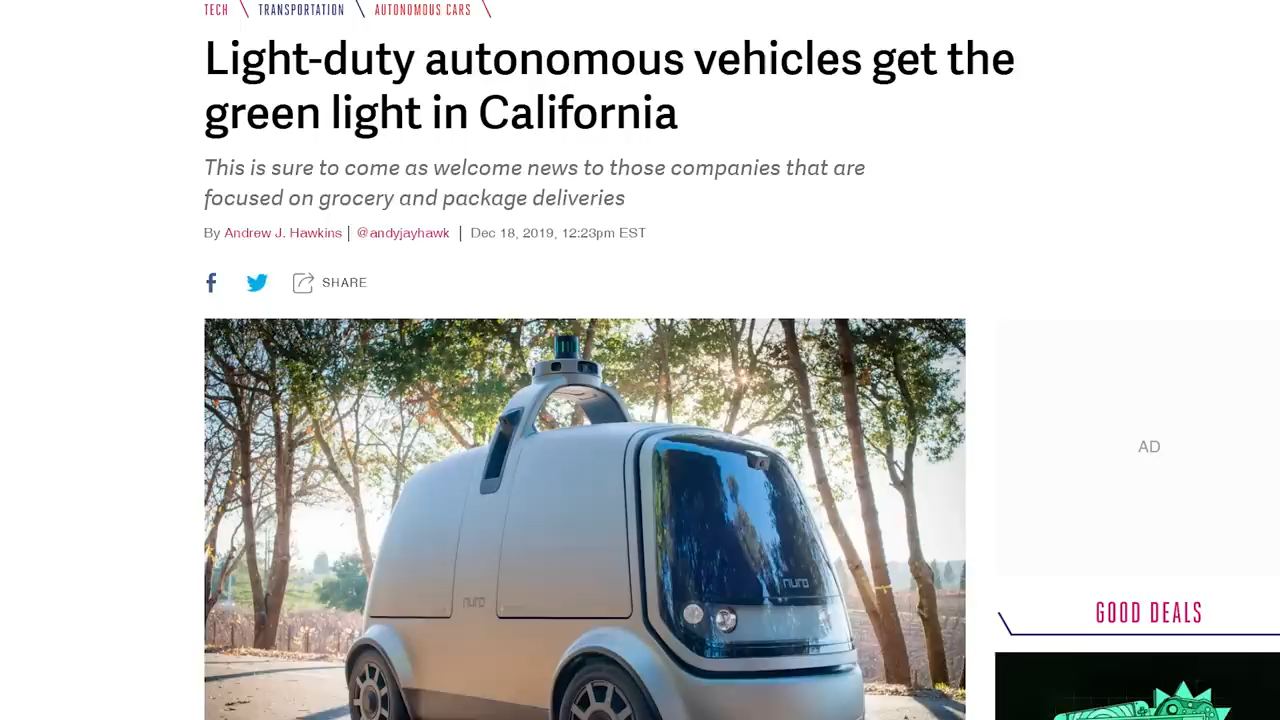 TECH TRANSPORTATION AUTONOMOUS CARS
Light-duty autonomous vehicles get the
green light in California
This is sure to come as welcome news to those companies that are
focused on grocery and package deliveries
By Andrew J. Hawkins | @andyjayhawk | Dec 18, 2019, 12:23pm EST
SHARE
AD
nuro
nuro
GOOD DEALS